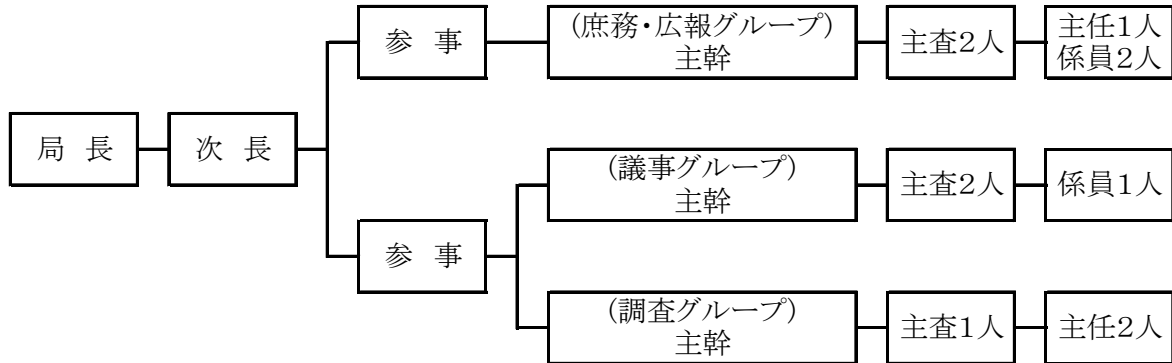 参 事
(庶務・広報グループ)
主幹
主査2人
主任1人
係員2人
局 長
次 長
(議事グループ)
主幹
主査2人
係員1人
参 事
(調査グループ)
主幹
主査1人
主任2人